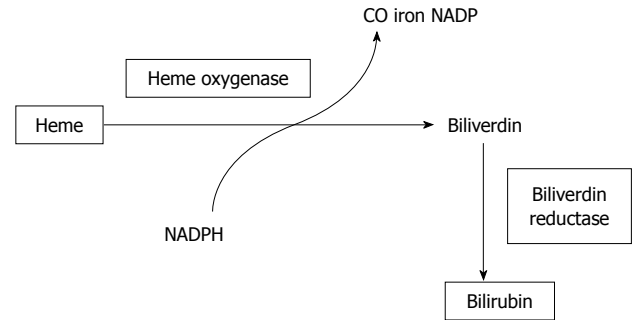 CO iron NADP
Heme oxygenase
Heme
Biliverdin
NADPH
Biliverdin
reductase
Bilirubin